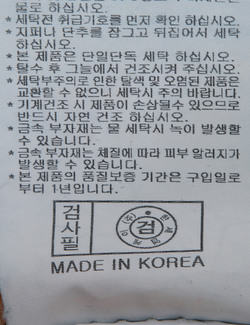 물로 하십시오.
* 세탁전 취급기호를 먼저 확인 하십시오.
* 지퍼나 단추를 잠그고 뒤집어서 세탁
하십시오.
* 본 제품은 단일단독 세탁 하십시오.
* 탈수 후 그늘에서 건조시켜 주십시오.
* 세탁부주의로 인한 탈색 및 오염된 제품은
교환할 수 없으니 세탁시 주의 바랍니다.
* 기계건조 시 제품이 손상될수 있으므로
반드시 자연 건조 하십시오.
* 금속 부자재는 물 세탁시 녹이 발생할
수 있습니다.
* 금속 부자재는 체질에 따라 피부 알러지가
발생할 수 있습니다.
* 본 제품의 품질보증 기간은 구입일로
부터 1년입니다.
검사필
검
MADE IN KOREA